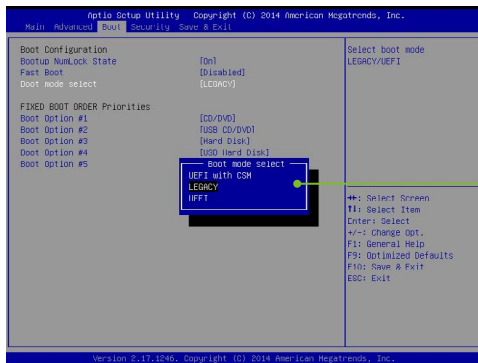 Aptio Setup Utility Copyright (C) 2014 American Megatrends, Inc.
Main Advanced Boot Security Save & Exit
Boot Configuration
Bootup NumLock State [On]
Fast Boot [Disabled]
Boot mode select [LEGACY]
FIXED BOOT ORDER Priorities
Boot Option #1 [CD/DVD]
Boot Option #2 [USB CD/DVD]
Boot Option #3 [Hard Disk]
Boot Option #4 [USB Hard Disk]
Boot Option #5
Boot mode select
UEFI with CSM
LEGACY
UEFI
Select boot mode
LEGACY/UEFI
↔: Select Screen
↑↓: Select Item
Enter: Select
+/-: Change Opt.
F1: General Help
F9: Optimized Defaults
F10: Save & Exit
ESC: Exit
Version 2.17.1246. Copyright (C) 2014 American Megatrends, Inc.